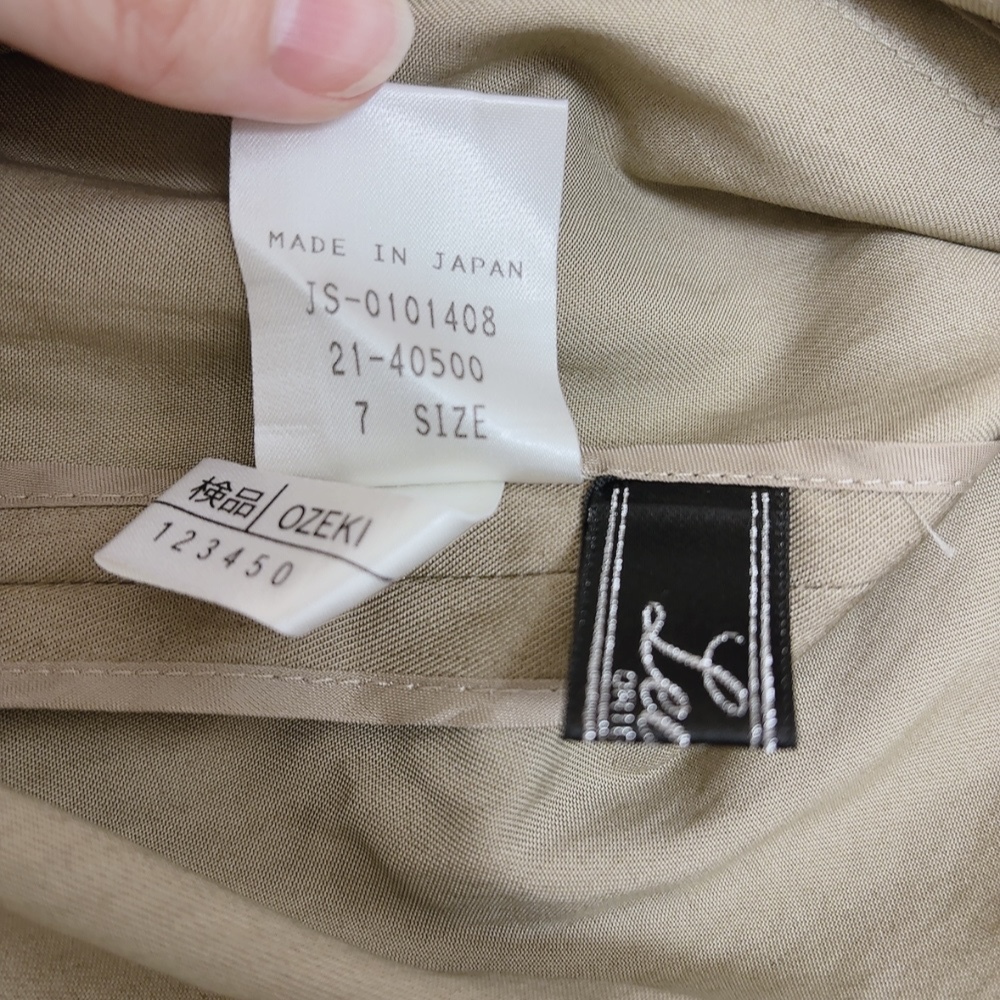 MADE IN JAPAN
JS-0101408
21-40500
7 SIZE
検品 OZEKI
123450